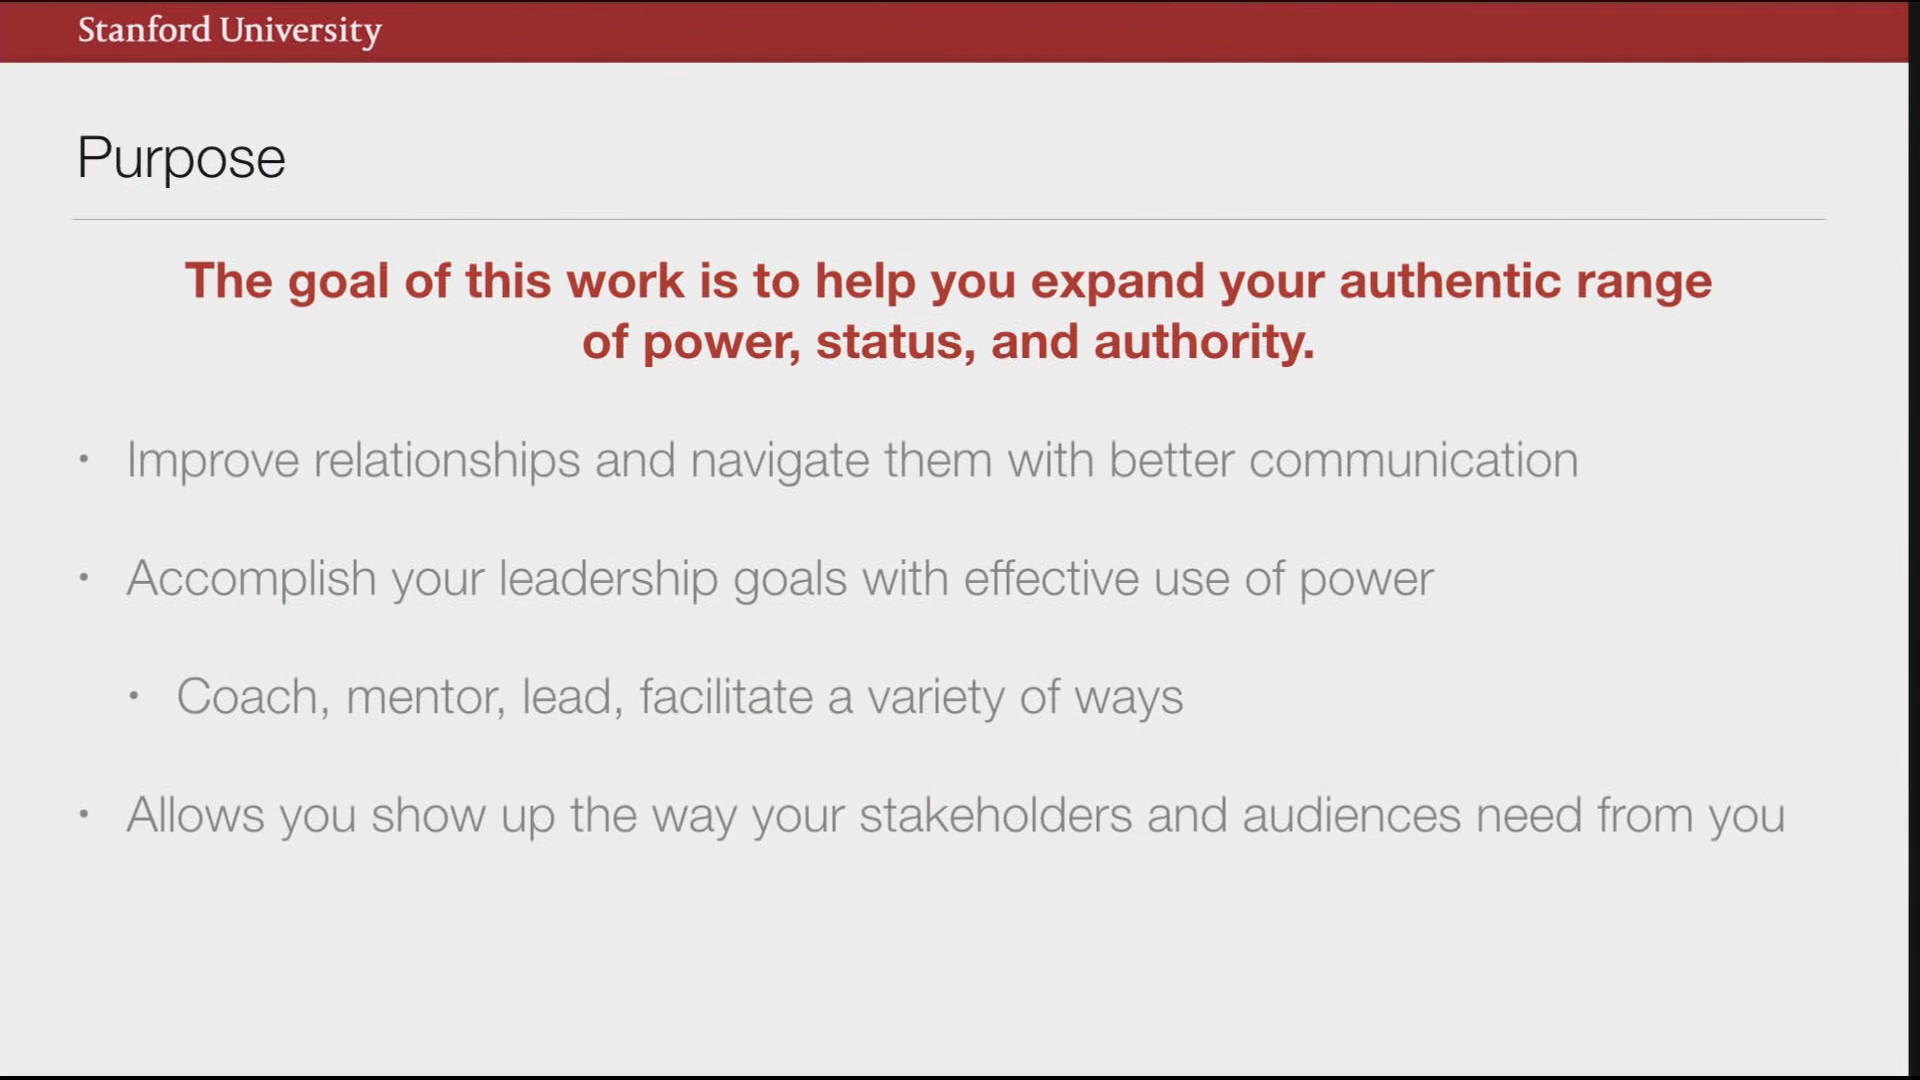 Stanford University
Purpose
The goal of this work is to help you expand your authentic range
of power, status, and authority.
• Improve relationships and navigate them with better communication
• Accomplish your leadership goals with effective use of power
• Coach, mentor, lead, facilitate a variety of ways
• Allows you show up the way your stakeholders and audiences need from you